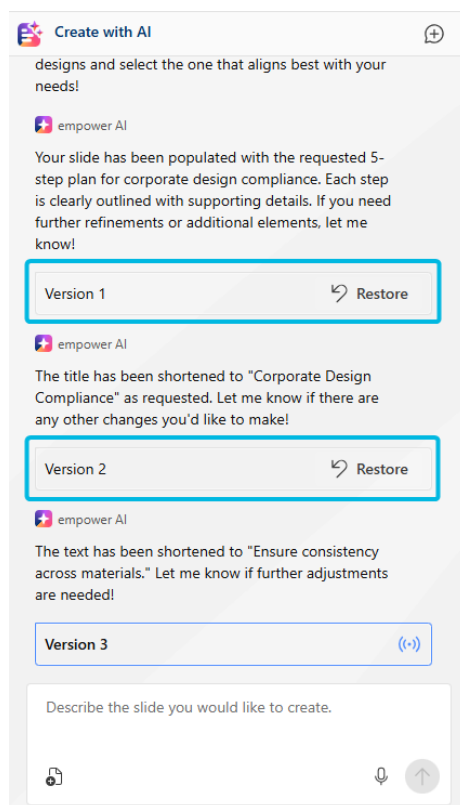 Create with AI
designs and select the one that aligns best with your
needs!
empower AI
Your slide has been populated with the requested 5-
step plan for corporate design compliance. Each step
is clearly outlined with supporting details. If you need
further refinements or additional elements, let me
know!
Version 1 Restore
empower AI
The title has been shortened to "Corporate Design
Compliance" as requested. Let me know if there are
any other changes you'd like to make!
Version 2 Restore
empower AI
The text has been shortened to "Ensure consistency
across materials." Let me know if further adjustments
are needed!
Version 3
Describe the slide you would like to create.